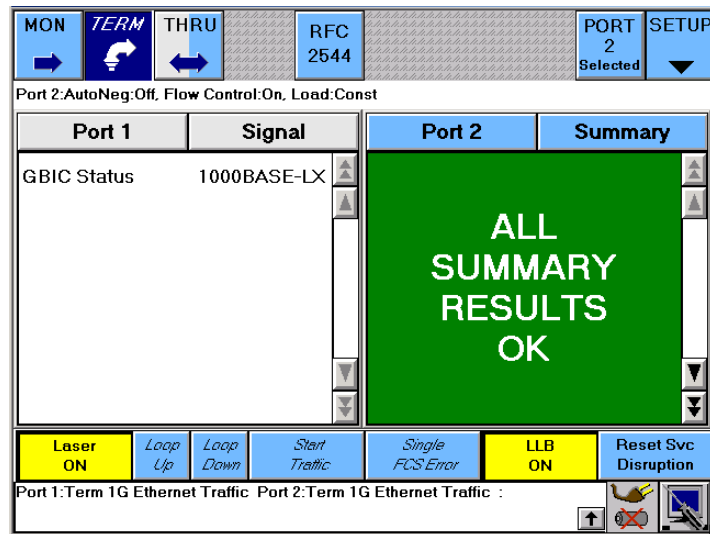 MON TERM THRU RFC 2544 PORT 2 Selected SETUP
Port 2:AutoNeg:Off, Flow Control:On, Load:Const
Port 1 Signal Port 2 Summary
GBIC Status 1000BASE-LX
ALL
SUMMARY
RESULTS
OK
Laser ON Loop Up Loop Down Start Traffic Single FCS Error LLB ON Reset Svc Disruption
Port 1:Term 1G Ethernet Traffic Port 2:Term 1G Ethernet Traffic :